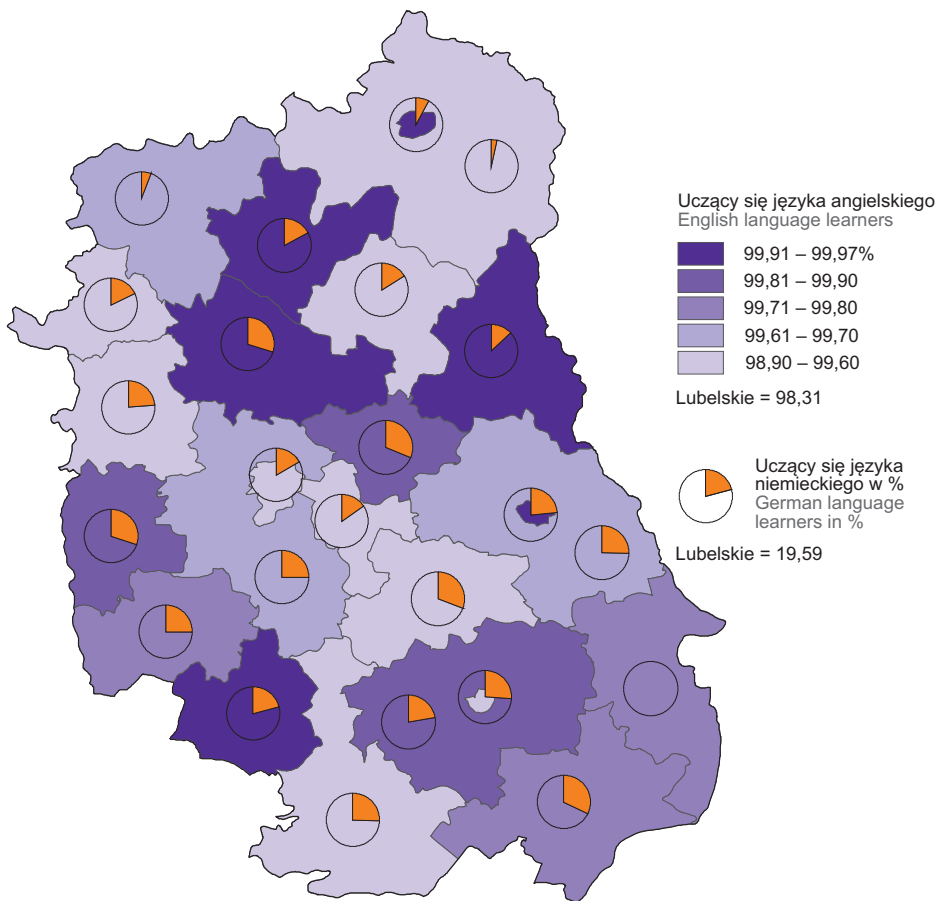 Uczący się języka angielskiego
English language learners
99,91 – 99,97%
99,81 – 99,90
99,71 – 99,80
99,61 – 99,70
98,90 – 99,60
Lubelskie = 98,31
Uczący się języka
niemieckiego w %
German language
learners in %
Lubelskie = 19,59